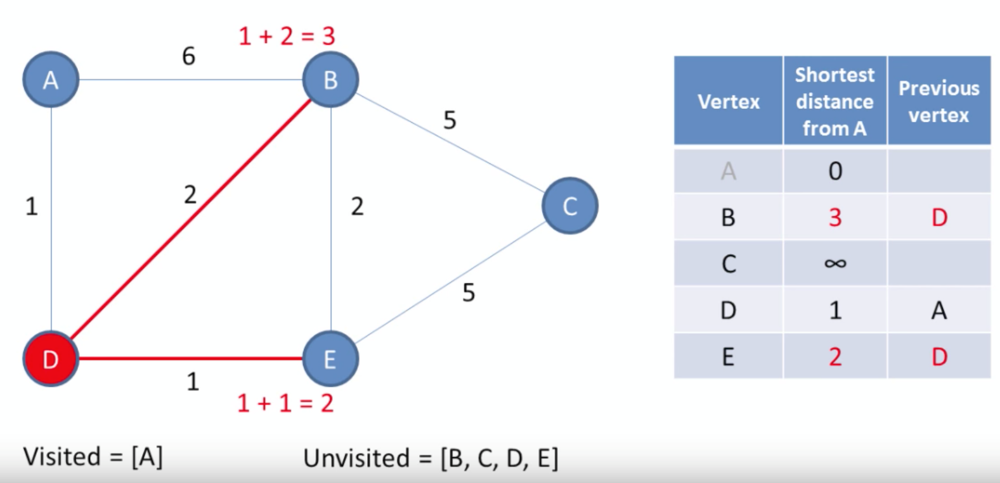 1 + 2 = 3
6
A
B
5
1
2
2
C
5
D
1
E
1 + 1 = 2
Visited = [A]
Unvisited = [B, C, D, E]
Vertex
Shortest
distance
from A
Previous
vertex
A 0
B 3 D
C ∞
D 1 A
E 2 D